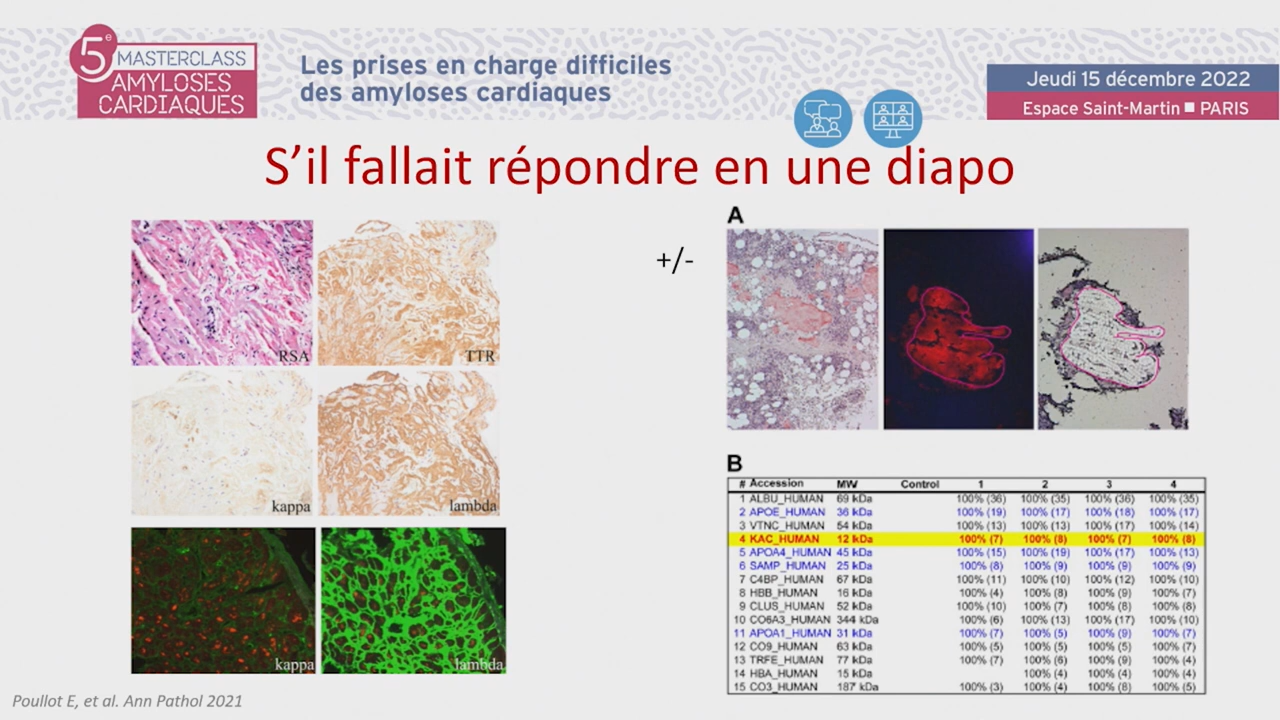 5e MASTERCLASS
AMYLOSES
CARDIAQUES
Les prises en charge difficiles
des amyloses cardiaques
Jeudi 15 décembre 2022
Espace Saint-Martin ■ PARIS
S'il fallait répondre en une diapo
RSA
TTR
kappa
lambda
kappa
lambda
+/-
A
B
# Accession MW Control 1 2 3 4
1 ALBU_HUMAN 69 kDa 100% (36) 100% (35) 100% (36) 100% (35)
2 APOE_HUMAN 36 kDa 100% (19) 100% (17) 100% (18) 100% (17)
3 VTNC_HUMAN 54 kDa 100% (13) 100% (13) 100% (17) 100% (14)
4 KAC_HUMAN 12 kDa 100% (7) 100% (8) 100% (7) 100% (8)
5 APOA4_HUMAN 45 kDa 100% (15) 100% (19) 100% (17) 100% (13)
6 SAMP_HUMAN 25 kDa 100% (8) 100% (9) 100% (9) 100% (9)
7 C4BP_HUMAN 67 kDa 100% (11) 100% (10) 100% (12) 100% (10)
8 HBB_HUMAN 16 kDa 100% (4) 100% (8) 100% (9) 100% (7)
9 CLUS_HUMAN 52 kDa 100% (10) 100% (7) 100% (8) 100% (8)
10 CO6A3_HUMAN 344 kDa 100% (6) 100% (13) 100% (17) 100% (10)
11 APOA1_HUMAN 31 kDa 100% (7) 100% (5) 100% (9) 100% (7)
12 CO9_HUMAN 63 kDa 100% (5) 100% (5) 100% (5) 100% (7)
13 TRFE_HUMAN 77 kDa 100% (7) 100% (6) 100% (9) 100% (4)
14 HBA_HUMAN 15 kDa 100% (4) 100% (4) 100% (4)
15 CO3_HUMAN 187 kDa 100% (3) 100% (4) 100% (8) 100% (5)
Poullot E, et al. Ann Pathol 2021